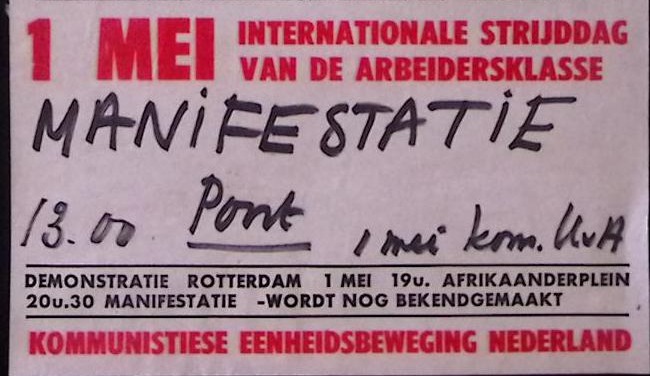 1 MEI INTERNATIONALE STRIJDDAG
VAN DE ARBEIDERSKLASSE
MANIFESTATIE
13.00 Pont 1 mei kom. UvA
DEMONSTRATIE ROTTERDAM 1 MEI 19u. AFRIKAANDERPLEIN
20u.30 MANIFESTATIE -WORDT NOG BEKENDGEMAAKT
KOMMUNISTIESE EENHEIDSBEWEGING NEDERLAND